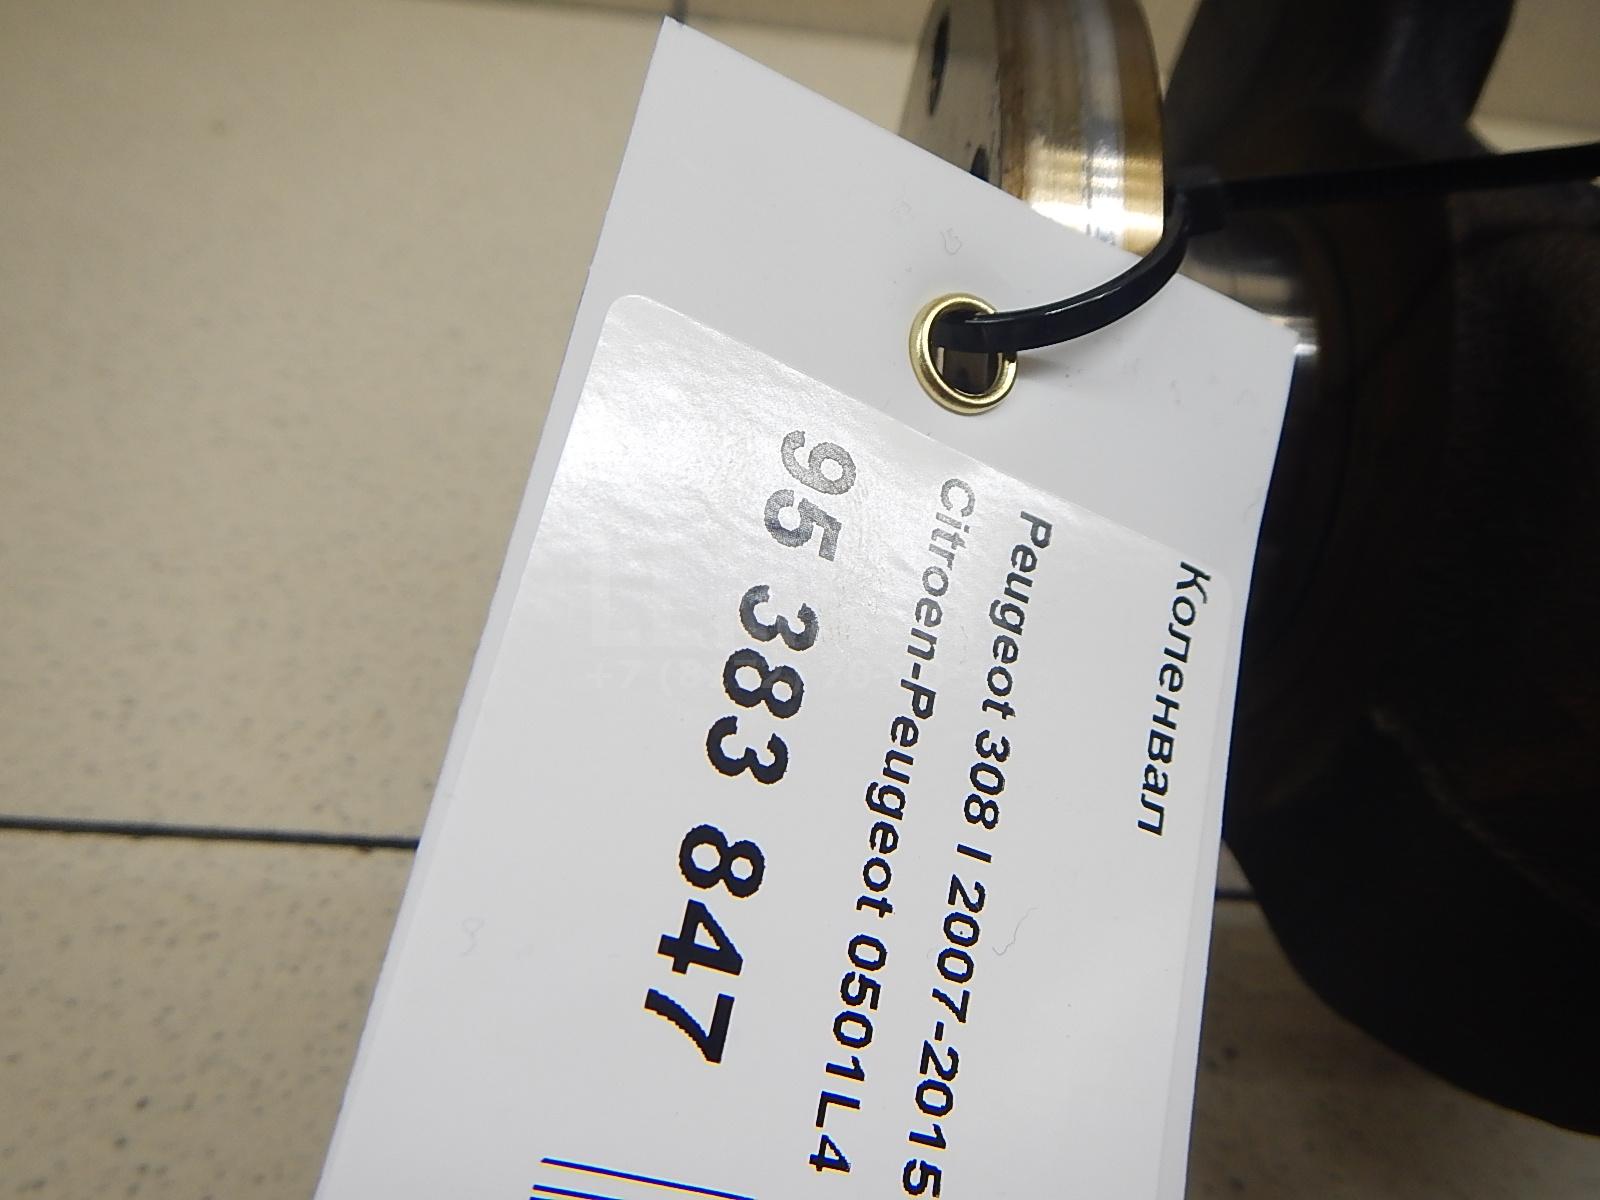 Коленвал
Peugeot 308 I 2007-2015
Citroen-Peugeot 0501L4
95 383 847